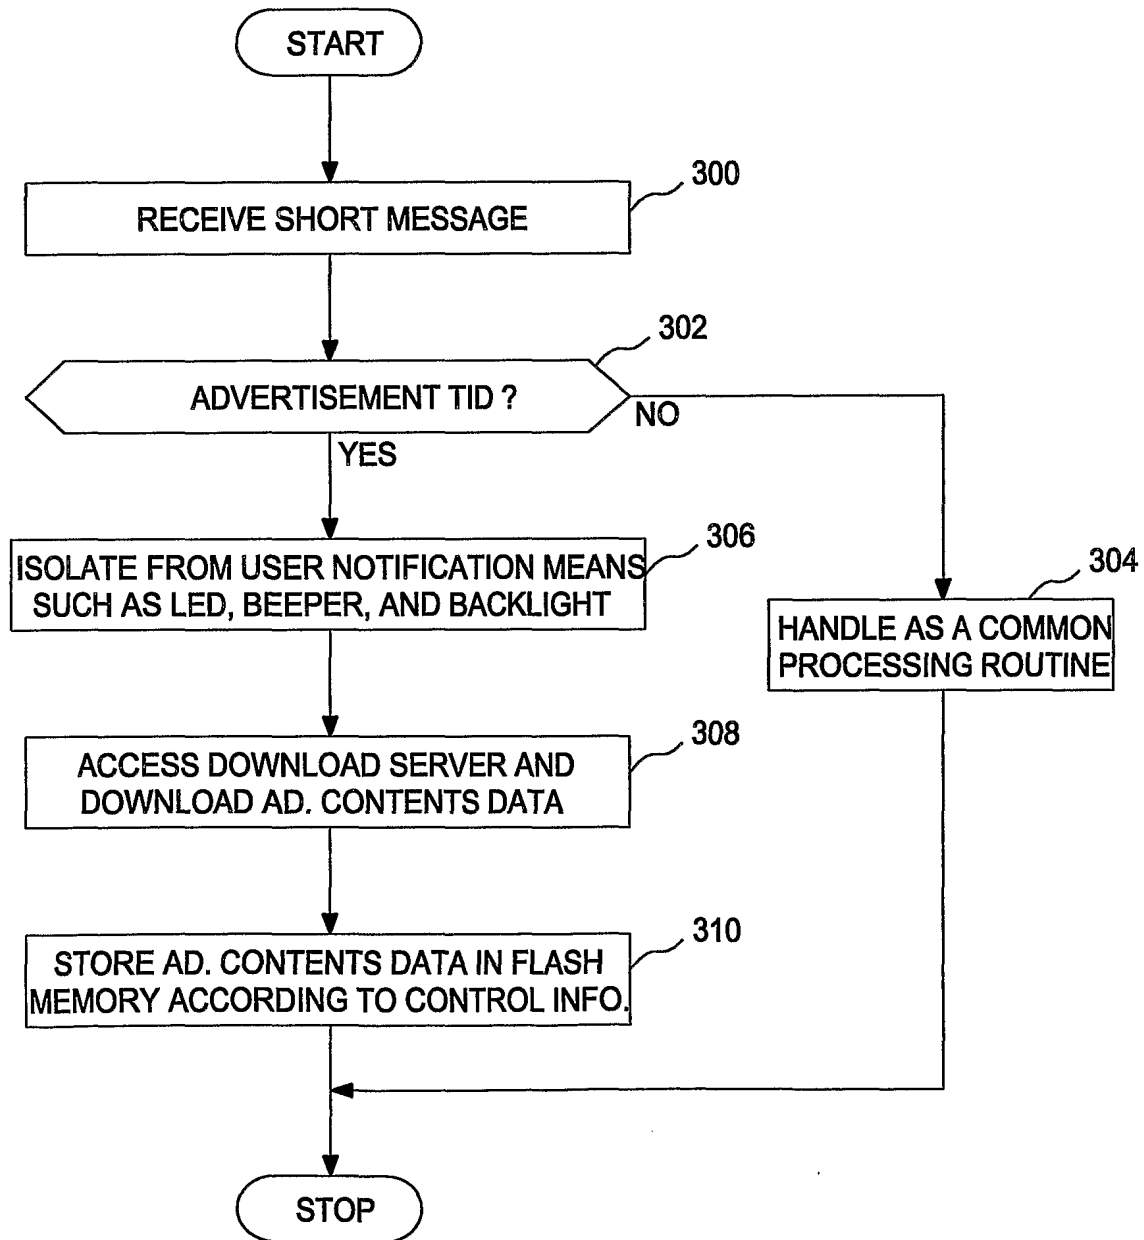 START
300
RECEIVE SHORT MESSAGE
302
ADVERTISEMENT TID ?
NO
YES
306
ISOLATE FROM USER NOTIFICATION MEANS
SUCH AS LED, BEEPER, AND BACKLIGHT
304
HANDLE AS A COMMON
PROCESSING ROUTINE
308
ACCESS DOWNLOAD SERVER AND
DOWNLOAD AD. CONTENTS DATA
310
STORE AD. CONTENTS DATA IN FLASH
MEMORY ACCORDING TO CONTROL INFO.
STOP